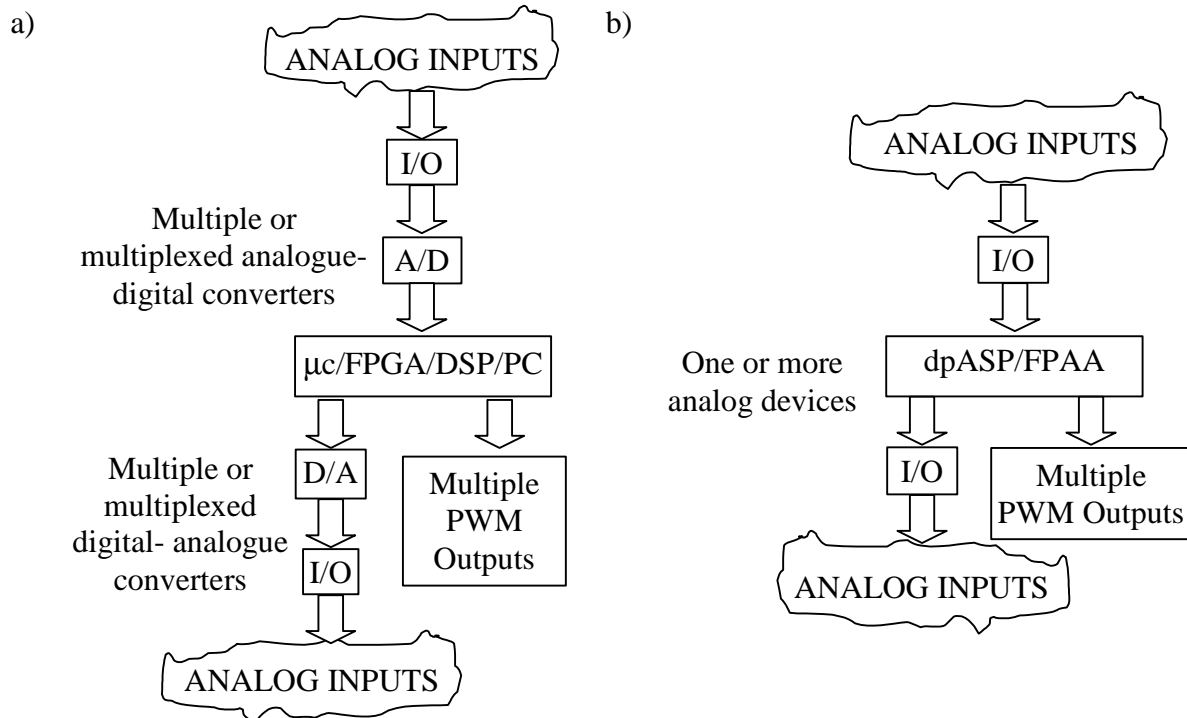 a)
ANALOG INPUTS
I/O
Multiple or
multiplexed analogue-
digital converters
A/D
μc/FPGA/DSP/PC
Multiple or
multiplexed
digital- analogue
converters
D/A
I/O
Multiple
PWM
Outputs
ANALOG INPUTS
b)
ANALOG INPUTS
I/O
One or more
analog devices
dpASP/FPAA
I/O
Multiple
PWM Outputs
ANALOG INPUTS